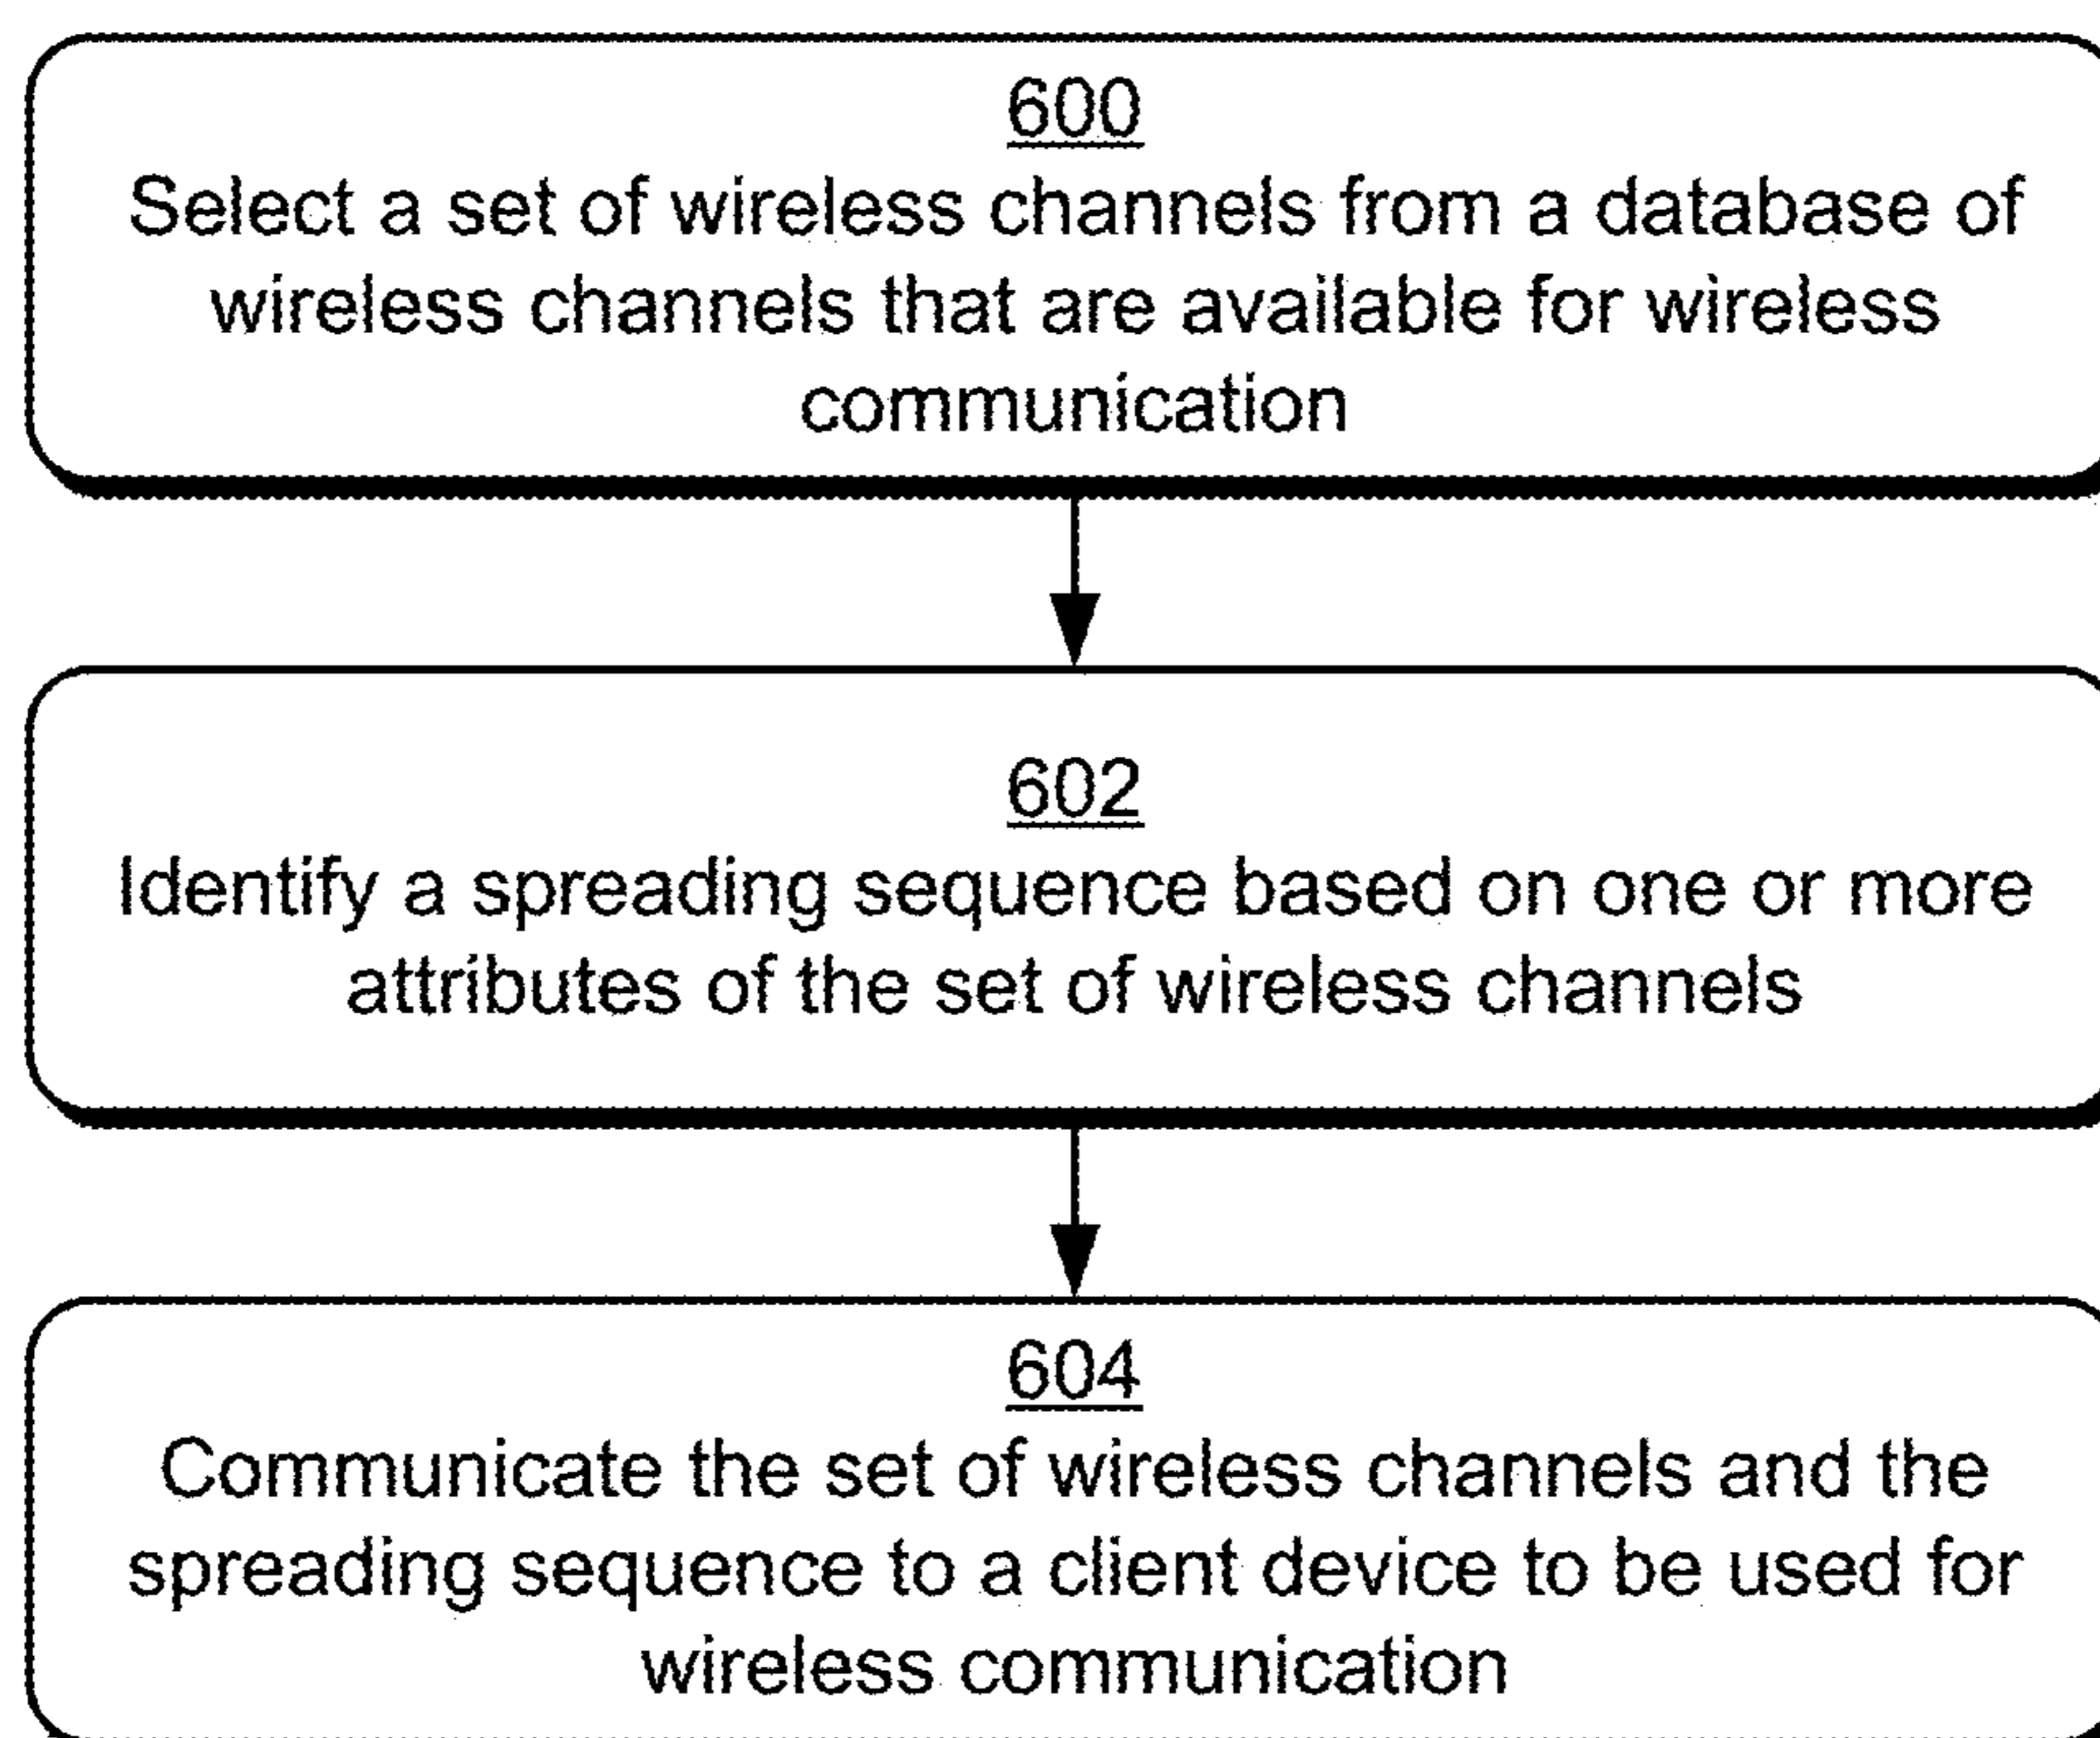 600
Select a set of wireless channels from a database of
wireless channels that are available for wireless
communication
602
Identify a spreading sequence based on one or more
attributes of the set of wireless channels
604
Communicate the set of wireless channels and the
spreading sequence to a client device to be used for
wireless communication